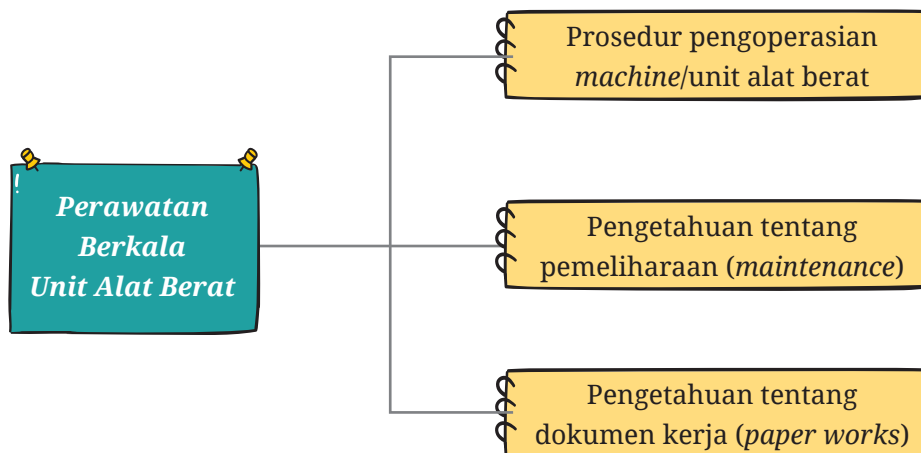 Perawatan
Berkala
Unit Alat Berat
Prosedur pengoperasian
machine/unit alat berat
Pengetahuan tentang
pemeliharaan (maintenance)
Pengetahuan tentang
dokumen kerja (paper works)